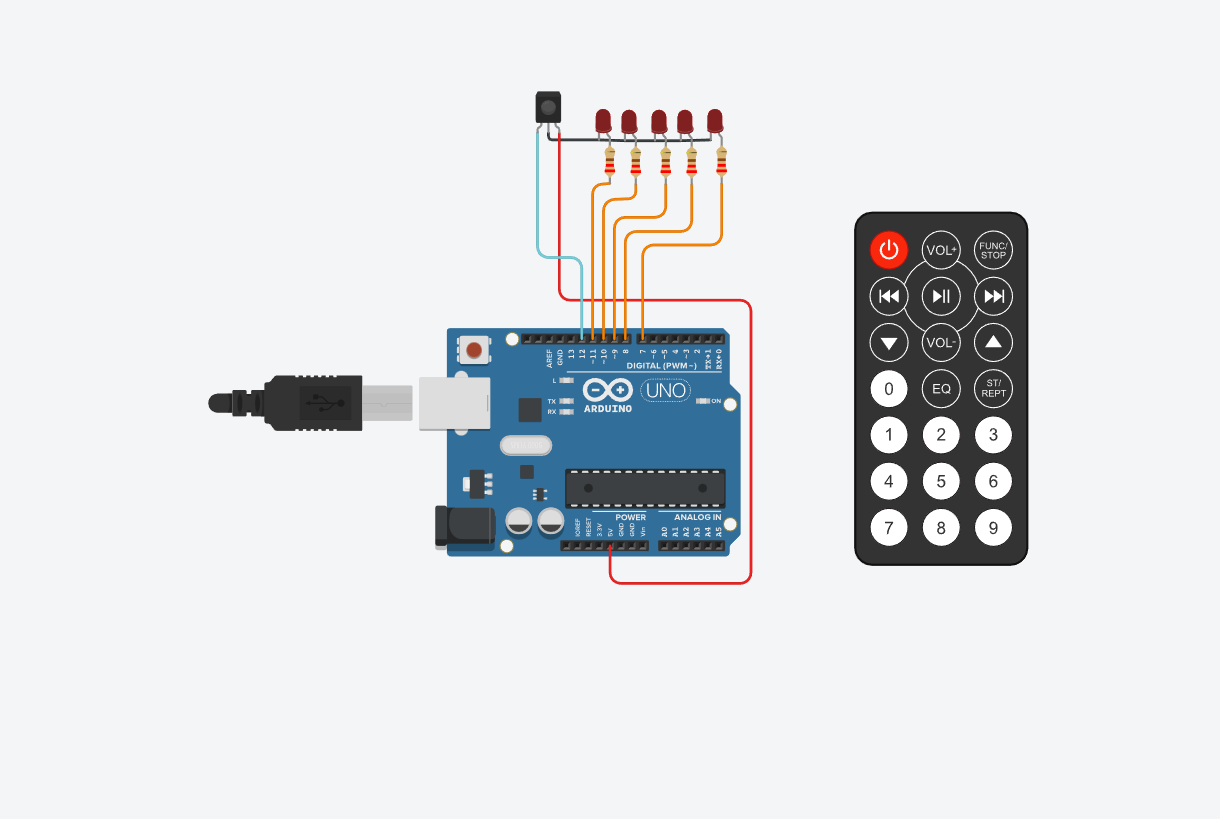 AREF
GND
13
12
~11
~10
~9
8
7
~6
~5
4
~3
2
TX→1
RX←0
DIGITAL (PWM~)
L
TX
RX
ARDUINO
UNO
ON
POWER
ANALOG IN
IOREF
RESET
3.3V
5V
GND
GND
Vin
A0
A1
A2
A3
A4
A5
VOL+
FUNC/
STOP
VOL-
0
EQ
ST/
REPT
1 2 3
4 5 6
7 8 9